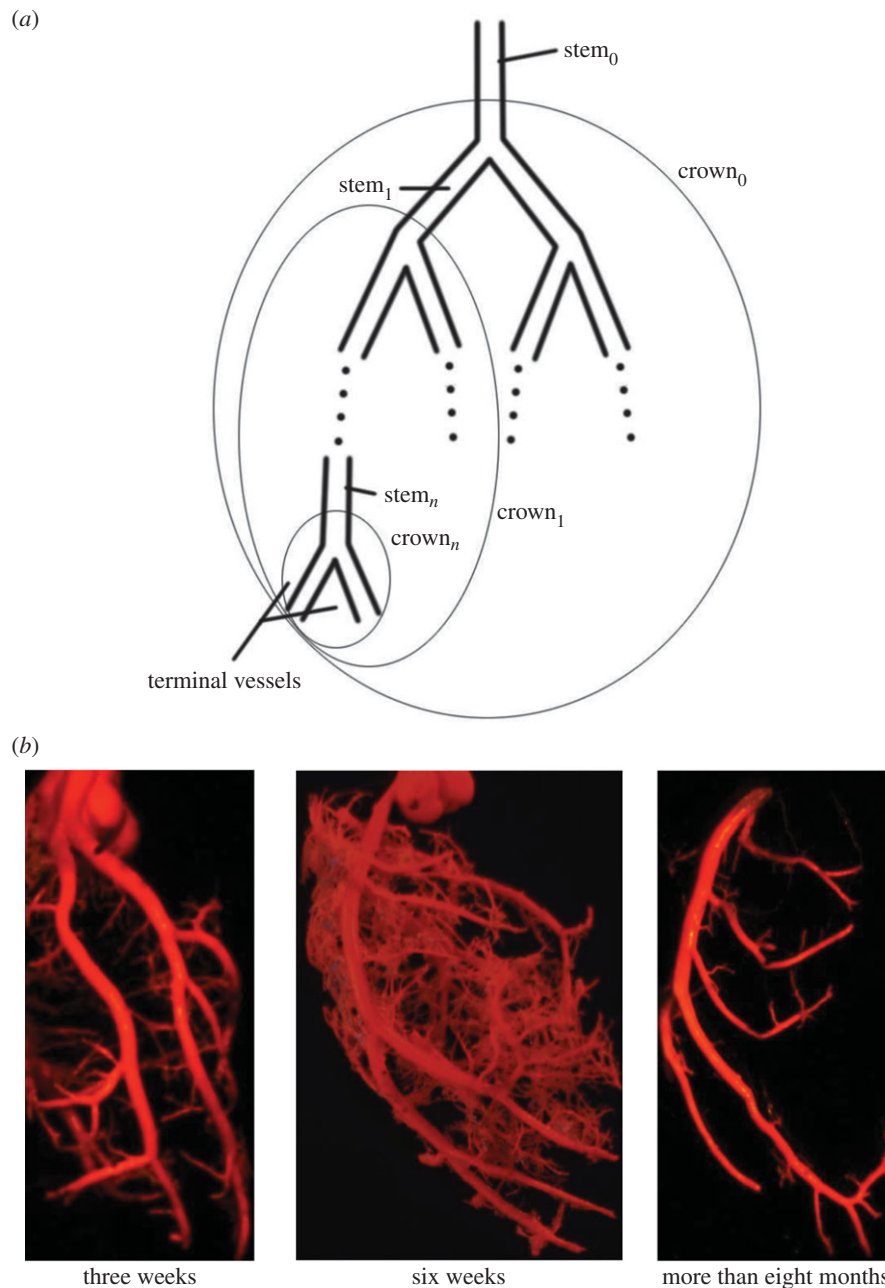 (a)
stem0
crown0
stem1
stemn
crown1
crownn
terminal vessels
(b)
three weeks
six weeks
more than eight months